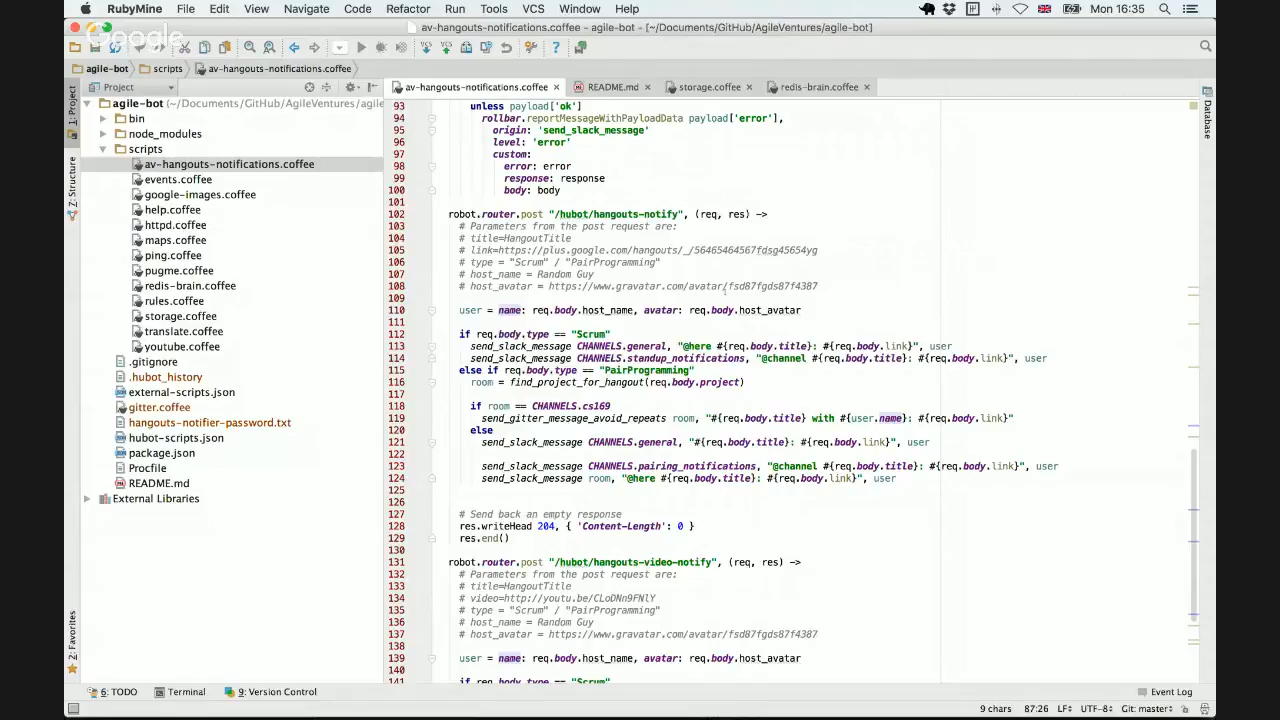 RubyMine File Edit View Navigate Code Refactor Run Tools VCS Window Help Mon 16:35
av-hangouts-notifications.coffee - agile-bot - [~/Documents/GitHub/AgileVentures/agile-bot]
Google
agile-bot scripts av-hangouts-notifications.coffee
Project av-hangouts-notifications.coffee README.md storage.coffee redis-brain.coffee
1: Project
Z: Structure
2: Favorites
Database
agile-bot (~/Documents/GitHub/AgileVentures/agile
bin
node_modules
scripts
av-hangouts-notifications.coffee
events.coffee
google-images.coffee
help.coffee
httpd.coffee
maps.coffee
ping.coffee
pugme.coffee
redis-brain.coffee
rules.coffee
storage.coffee
translate.coffee
youtube.coffee
.gitignore
.hubot_history
external-scripts.json
gitter.coffee
hangouts-notifier-password.txt
hubot-scripts.json
package.json
Procfile
README.md
External Libraries
93 unless payload['ok']
94 rollbar.reportMessageWithPayloadData payload['error'],
95 origin: 'send_slack_message'
96 level: 'error'
97 custom:
98 error: error
99 response: response
100 body: body
101
102 robot.router.post "/hubot/hangouts-notify", (req, res) ->
103 # Parameters from the post request are:
104 # title=HangoutTitle
105 # link=https://plus.google.com/hangouts/_/56465464567fdsg45654yg
106 # type = "Scrum" / "PairProgramming"
107 # host_name = Random Guy
108 # host_avatar = https://www.gravatar.com/avatar/fsd87fgds87f4387
109
110 user = name: req.body.host_name, avatar: req.body.host_avatar
111
112 if req.body.type == "Scrum"
113 send_slack_message CHANNELS.general, "@here #{req.body.title}: #{req.body.link}", user
114 send_slack_message CHANNELS.standup_notifications, "@channel #{req.body.title}: #{req.body.link}", user
115 else if req.body.type == "PairProgramming"
116 room = find_project_for_hangout(req.body.project)
117
118 if room == CHANNELS.cs169
119 send_gitter_message_avoid_repeats room, "#{req.body.title} with #{user.name}: #{req.body.link}"
120 else
121 send_slack_message CHANNELS.general, "#{req.body.title}: #{req.body.link}", user
122
123 send_slack_message CHANNELS.pairing_notifications, "@channel #{req.body.title}: #{req.body.link}", user
124 send_slack_message room, "@here #{req.body.title}: #{req.body.link}", user
125
126
127 # Send back an empty response
128 res.writeHead 204, { 'Content-Length': 0 }
129 res.end()
130
131 robot.router.post "/hubot/hangouts-video-notify", (req, res) ->
132 # Parameters from the post request are:
133 # title=HangoutTitle
134 # video=http://youtu.be/CLoDNn9FNlY
135 # type = "Scrum" / "PairProgramming"
136 # host_name = Random Guy
137 # host_avatar = https://www.gravatar.com/avatar/fsd87fgds87f4387
138
139 user = name: req.body.host_name, avatar: req.body.host_avatar
140
141 if req.body.type == "Scrum"
6: TODO Terminal 9: Version Control Event Log
9 chars 87:26 LF UTF-8 Git: master